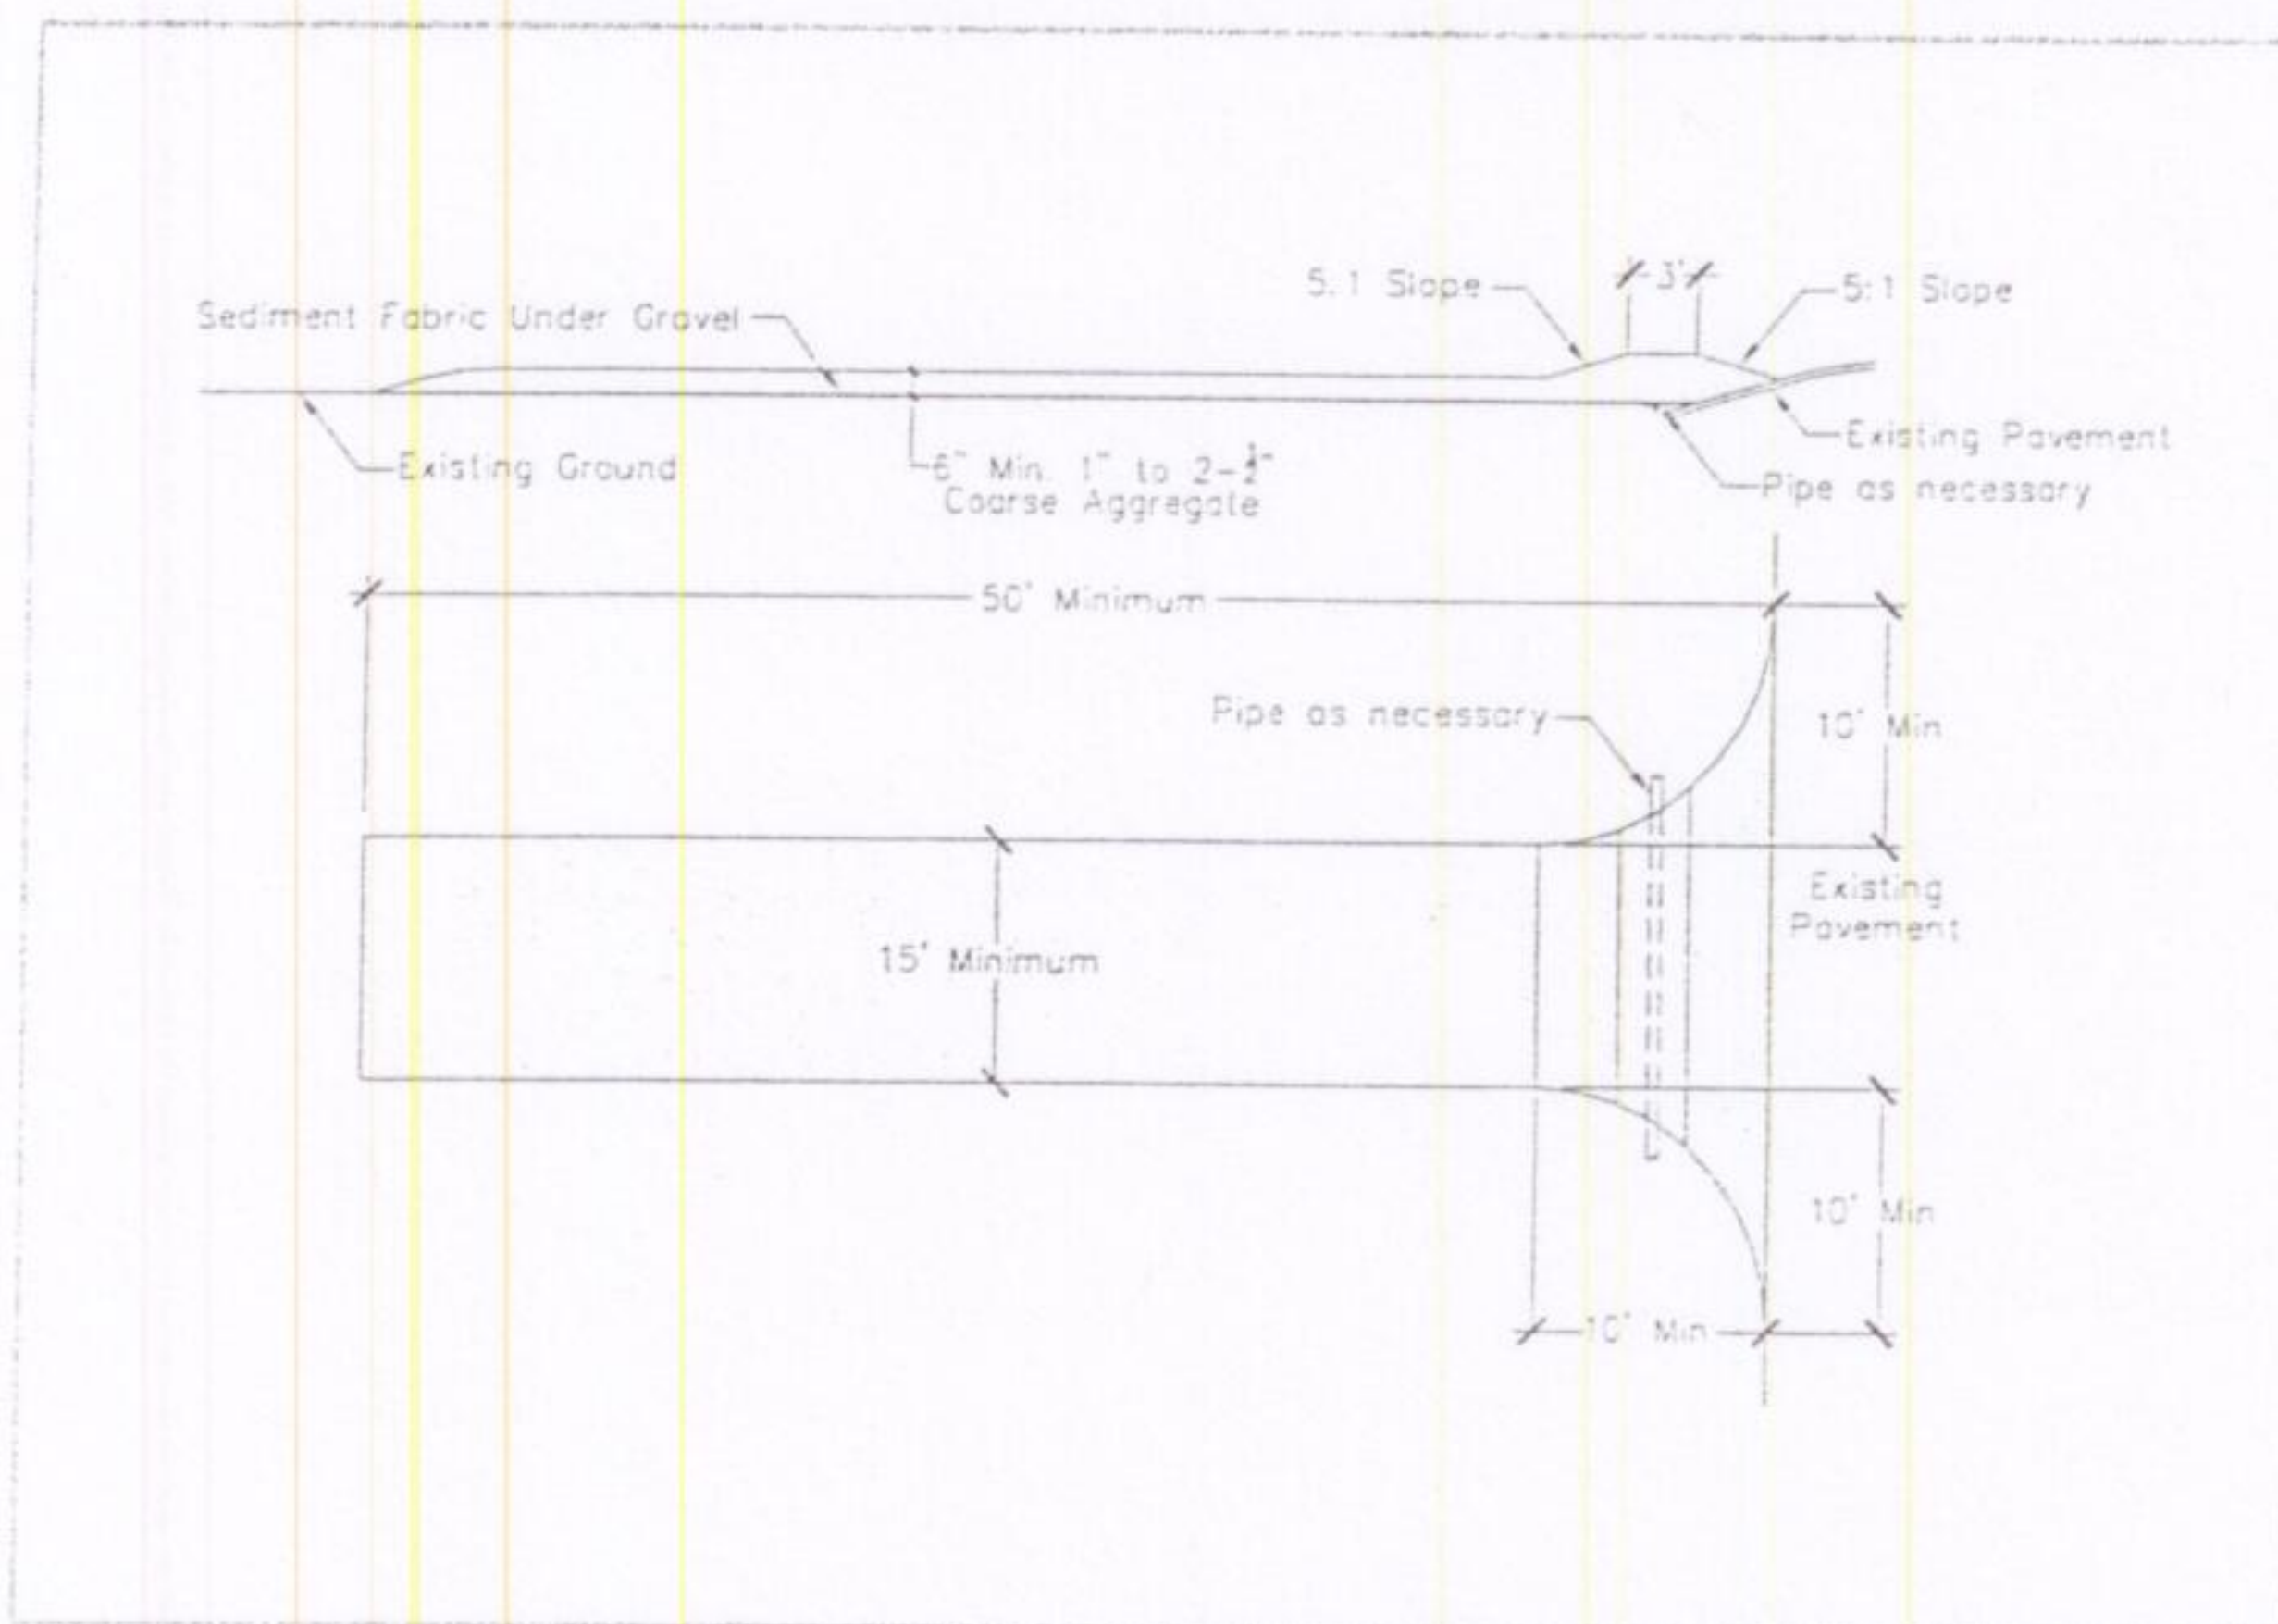 5:1 Slope
3'
5:1 Slope
Sediment Fabric Under Gravel
Existing Ground
6" Min. 1" to 2-½"
Coarse Aggregate
Existing Pavement
Pipe as necessary
50' Minimum
Pipe as necessary
10' Min
Existing
Pavement
15' Minimum
10' Min
10' Min